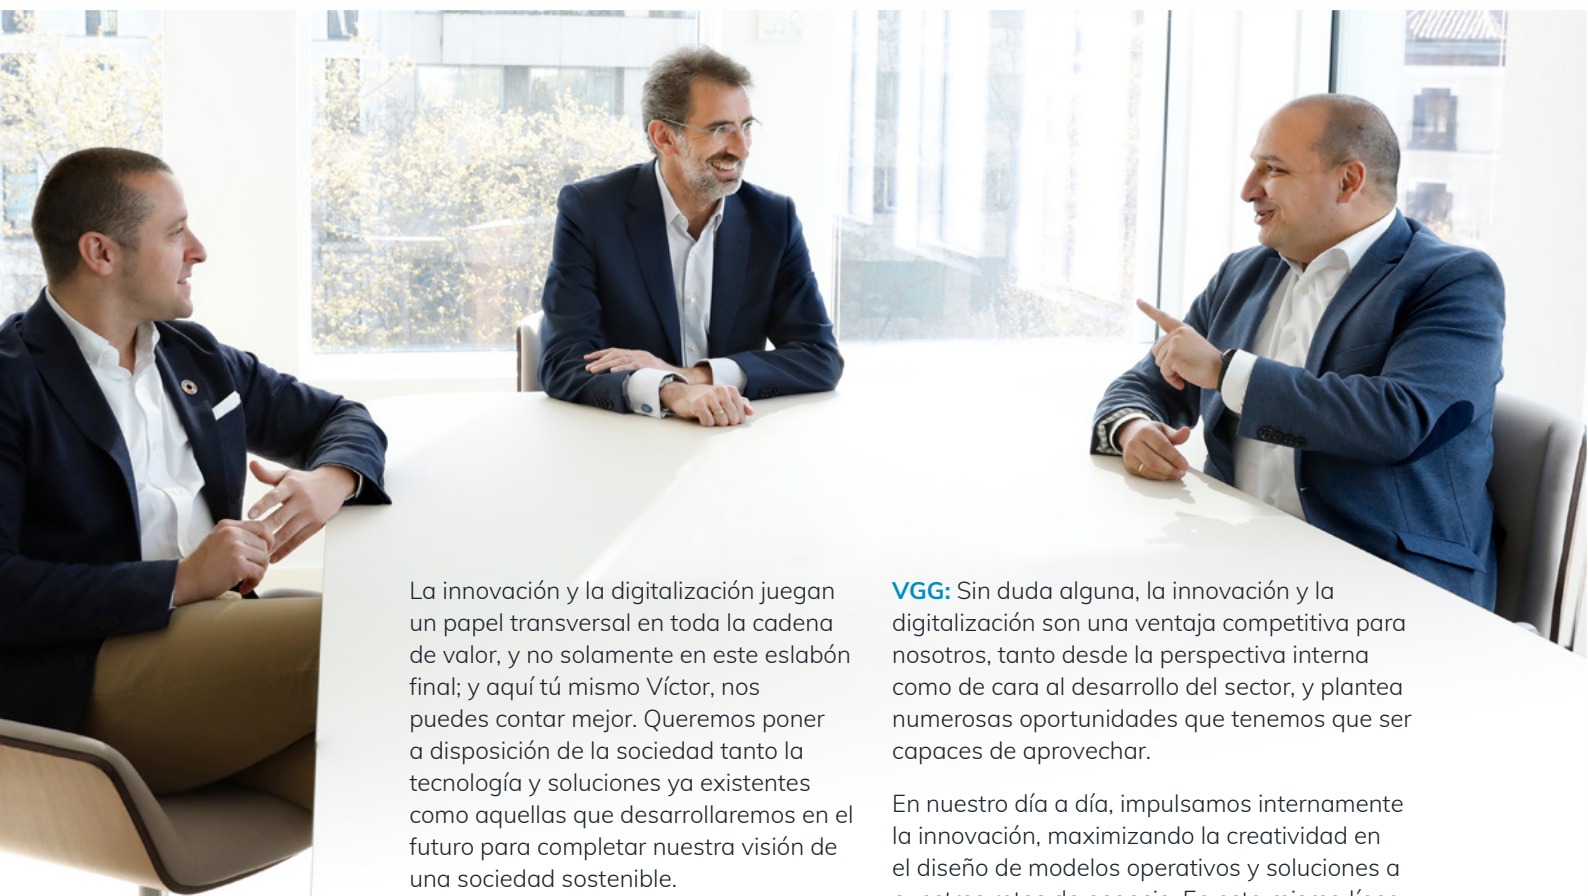 La innovación y la digitalización juegan
un papel transversal en toda la cadena
de valor, y no solamente en este eslabón
final; y aquí tú mismo Víctor, nos
puedes contar mejor. Queremos poner
a disposición de la sociedad tanto la
tecnología y soluciones ya existentes
como aquellas que desarrollaremos en el
futuro para completar nuestra visión de
una sociedad sostenible.
VGG: Sin duda alguna, la innovación y la
digitalización son una ventaja competitiva para
nosotros, tanto desde la perspectiva interna
como de cara al desarrollo del sector, y plantea
numerosas oportunidades que tenemos que ser
capaces de aprovechar.
En nuestro día a día, impulsamos internamente
la innovación, maximizando la creatividad en
el diseño de modelos operativos y soluciones a